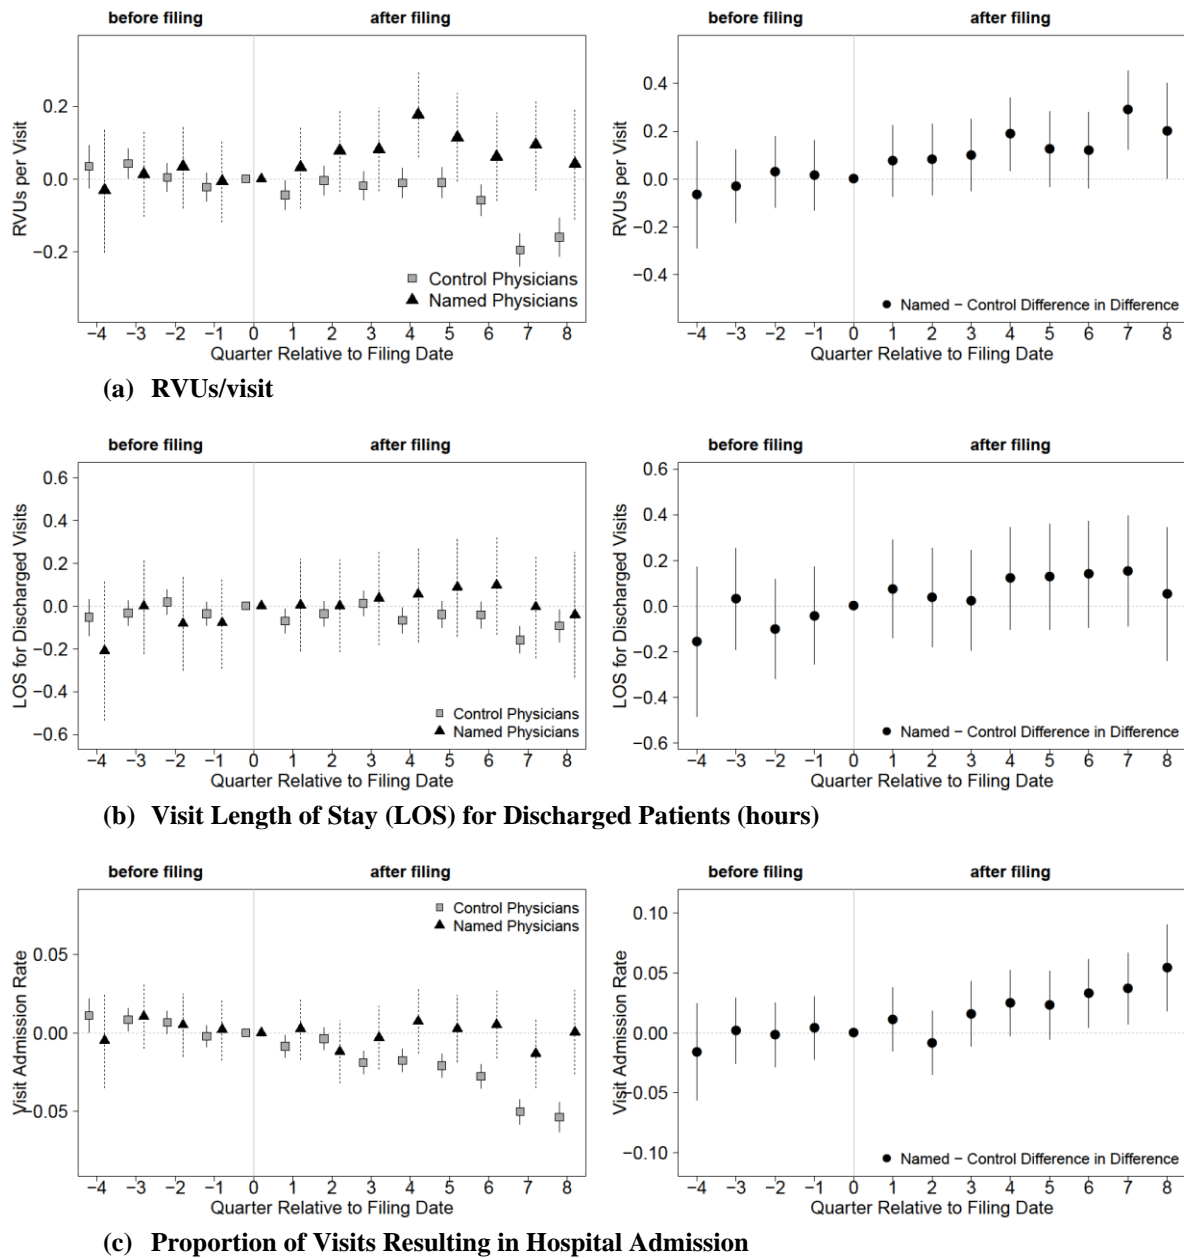 before filing after filing
RVUs per Visit
0.2
0.0
−0.2
Control Physicians
Named Physicians
−4 −3 −2 −1 0 1 2 3 4 5 6 7 8
Quarter Relative to Filing Date
before filing after filing
RVUs per Visit
0.4
0.2
0.0
−0.2
−0.4
Named − Control Difference in Difference
−4 −3 −2 −1 0 1 2 3 4 5 6 7 8
Quarter Relative to Filing Date
(a) RVUs/visit
before filing after filing
LOS for Discharged Visits
0.6
0.4
0.2
0.0
−0.2
−0.4
−0.6
Control Physicians
Named Physicians
−4 −3 −2 −1 0 1 2 3 4 5 6 7 8
Quarter Relative to Filing Date
before filing after filing
LOS for Discharged Visits
0.6
0.4
0.2
0.0
−0.2
−0.4
−0.6
Named − Control Difference in Difference
−4 −3 −2 −1 0 1 2 3 4 5 6 7 8
Quarter Relative to Filing Date
(b) Visit Length of Stay (LOS) for Discharged Patients (hours)
before filing after filing
Visit Admission Rate
0.05
0.00
−0.05
Control Physicians
Named Physicians
−4 −3 −2 −1 0 1 2 3 4 5 6 7 8
Quarter Relative to Filing Date
before filing after filing
Visit Admission Rate
0.10
0.05
0.00
−0.05
−0.10
Named − Control Difference in Difference
−4 −3 −2 −1 0 1 2 3 4 5 6 7 8
Quarter Relative to Filing Date
(c) Proportion of Visits Resulting in Hospital Admission